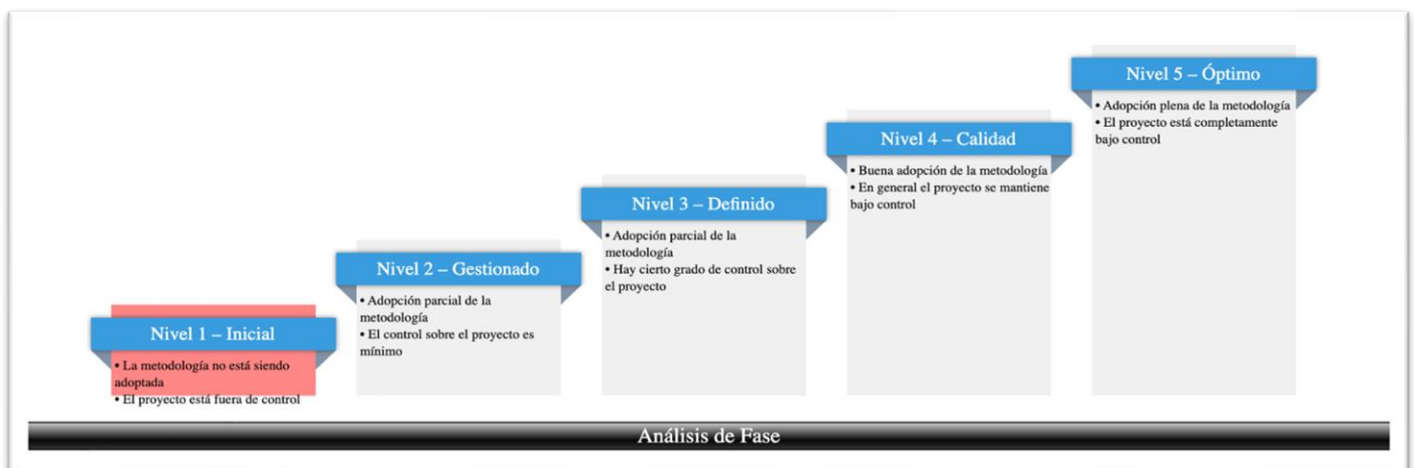 Nivel 1 – Inicial
• La metodología no está siendo
adoptada
• El proyecto está fuera de control
Nivel 2 – Gestionado
• Adopción parcial de la
metodología
• El control sobre el proyecto es
mínimo
Nivel 3 – Definido
• Adopción parcial de la
metodología
• Hay cierto grado de control sobre
el proyecto
Nivel 4 – Calidad
• Buena adopción de la metodología
• En general el proyecto se mantiene
bajo control
Nivel 5 – Óptimo
• Adopción plena de la metodología
• El proyecto está completamente
bajo control
Análisis de Fase